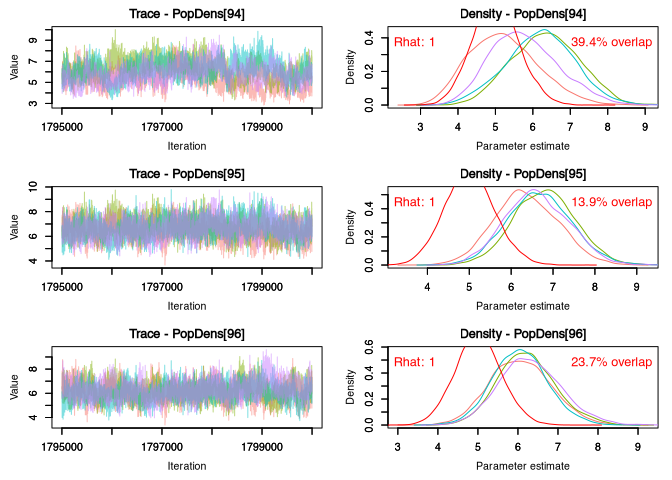 Trace - PopDens[94]
Value
3 5 7 9
1795000 1797000 1799000
Iteration
Density - PopDens[94]
Density
0.0 0.2 0.4
Rhat: 1 39.4% overlap
3 4 5 6 7 8 9
Parameter estimate
Trace - PopDens[95]
Value
4 6 8 10
1795000 1797000 1799000
Iteration
Density - PopDens[95]
Density
0.0 0.2 0.4
Rhat: 1 13.9% overlap
4 5 6 7 8 9
Parameter estimate
Trace - PopDens[96]
Value
4 6 8
1795000 1797000 1799000
Iteration
Density - PopDens[96]
Density
0.0 0.2 0.4 0.6
Rhat: 1 23.7% overlap
3 4 5 6 7 8 9
Parameter estimate